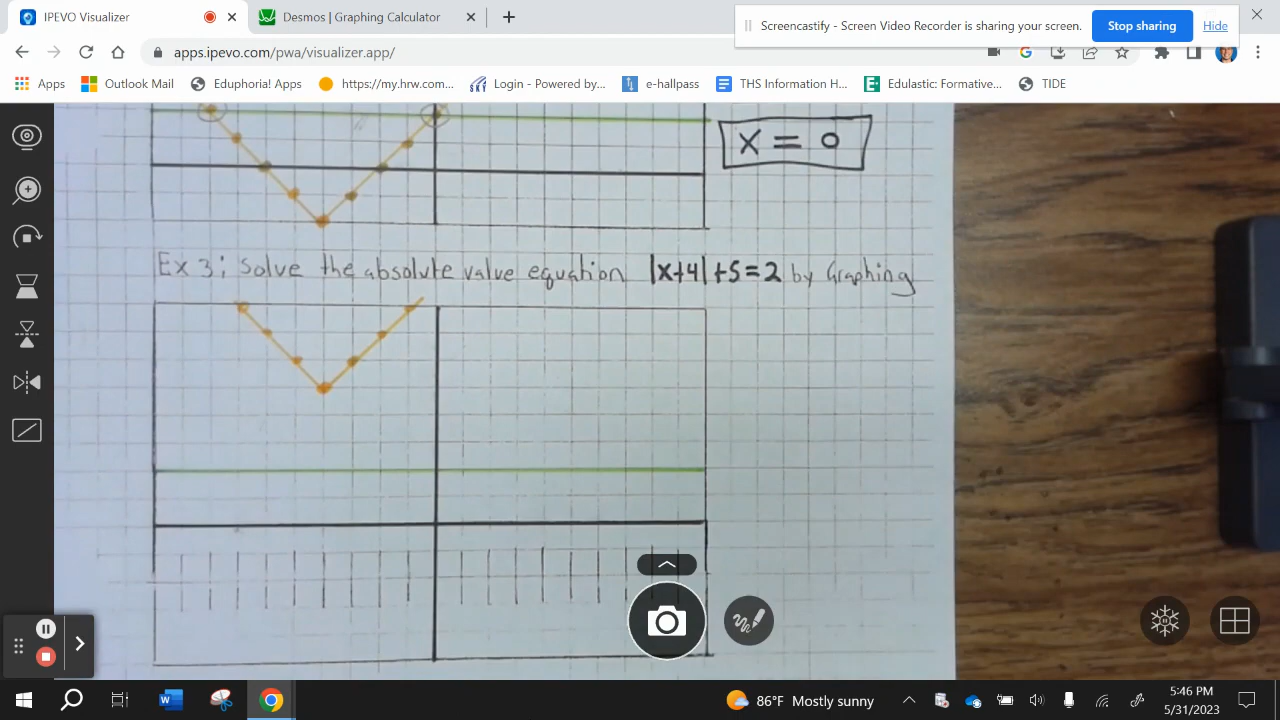 IPEVO Visualizer
Desmos | Graphing Calculator
Screencastify - Screen Video Recorder is sharing your screen.
Stop sharing
Hide
apps.ipevo.com/pwa/visualizer.app/
Apps
Outlook Mail
Eduphoria! Apps
https://my.hrw.com...
Login - Powered by...
e-hallpass
THS Information H...
Edulastic: Formative...
TIDE
x = 0
Ex 3: Solve the absolute value equation |x+4|+5=2 by Graphing
86°F Mostly sunny
5:46 PM
5/31/2023